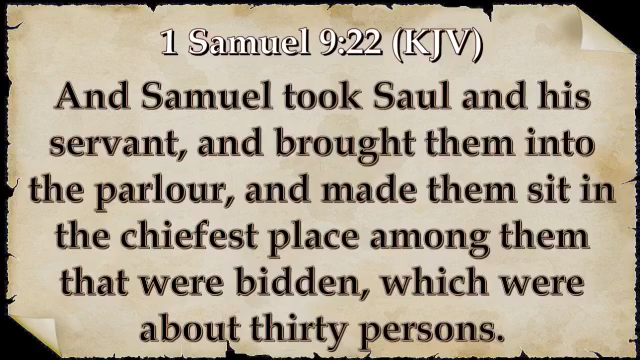 1 Samuel 9:22 (KJV)
And Samuel took Saul and his
servant, and brought them into
the parlour, and made them sit in
the chiefest place among them
that were bidden, which were
about thirty persons.